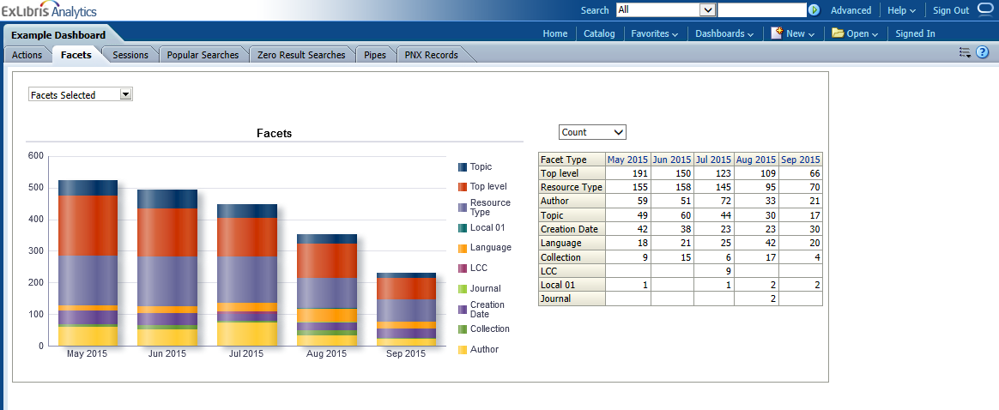 ExLibris Analytics
Search All Advanced Help Sign Out
Example Dashboard
Home Catalog Favorites Dashboards New Open Signed In
Actions Facets Sessions Popular Searches Zero Result Searches Pipes PNX Records
Facets Selected
Facets
600
500
400
300
200
100
0
May 2015 Jun 2015 Jul 2015 Aug 2015 Sep 2015
Topic
Top level
Resource
Type
Local 01
Language
LCC
Journal
Creation
Date
Collection
Author
Count
Facet Type May 2015 Jun 2015 Jul 2015 Aug 2015 Sep 2015
Top level 191 150 123 109 66
Resource Type 155 158 145 95 70
Author 59 51 72 33 21
Topic 49 60 44 30 17
Creation Date 42 38 23 23 30
Language 18 21 25 42 20
Collection 9 15 6 17 4
LCC 9
Local 01 1 1 2 2
Journal 2